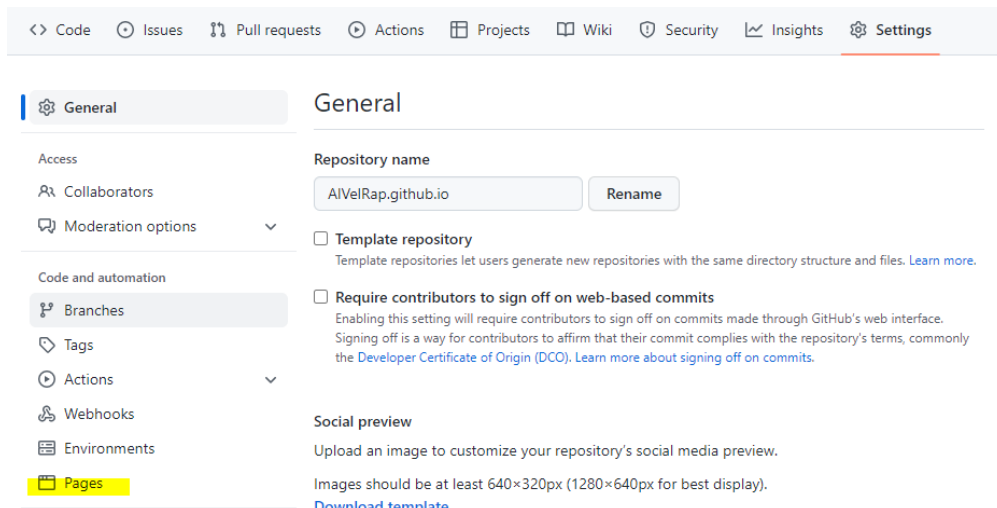 Code Issues Pull requests Actions Projects Wiki Security Insights Settings
General
Access
Collaborators
Moderation options
Code and automation
Branches
Tags
Actions
Webhooks
Environments
Pages
General
Repository name
AlVelRap.github.io Rename
Template repository
Template repositories let users generate new repositories with the same directory structure and files. Learn more.
Require contributors to sign off on web-based commits
Enabling this setting will require contributors to sign off on commits made through GitHub's web interface.
Signing off is a way for contributors to affirm that their commit complies with the repository's terms, commonly
the Developer Certificate of Origin (DCO). Learn more about signing off on commits.
Social preview
Upload an image to customize your repository's social media preview.
Images should be at least 640×320px (1280×640px for best display).
Download template